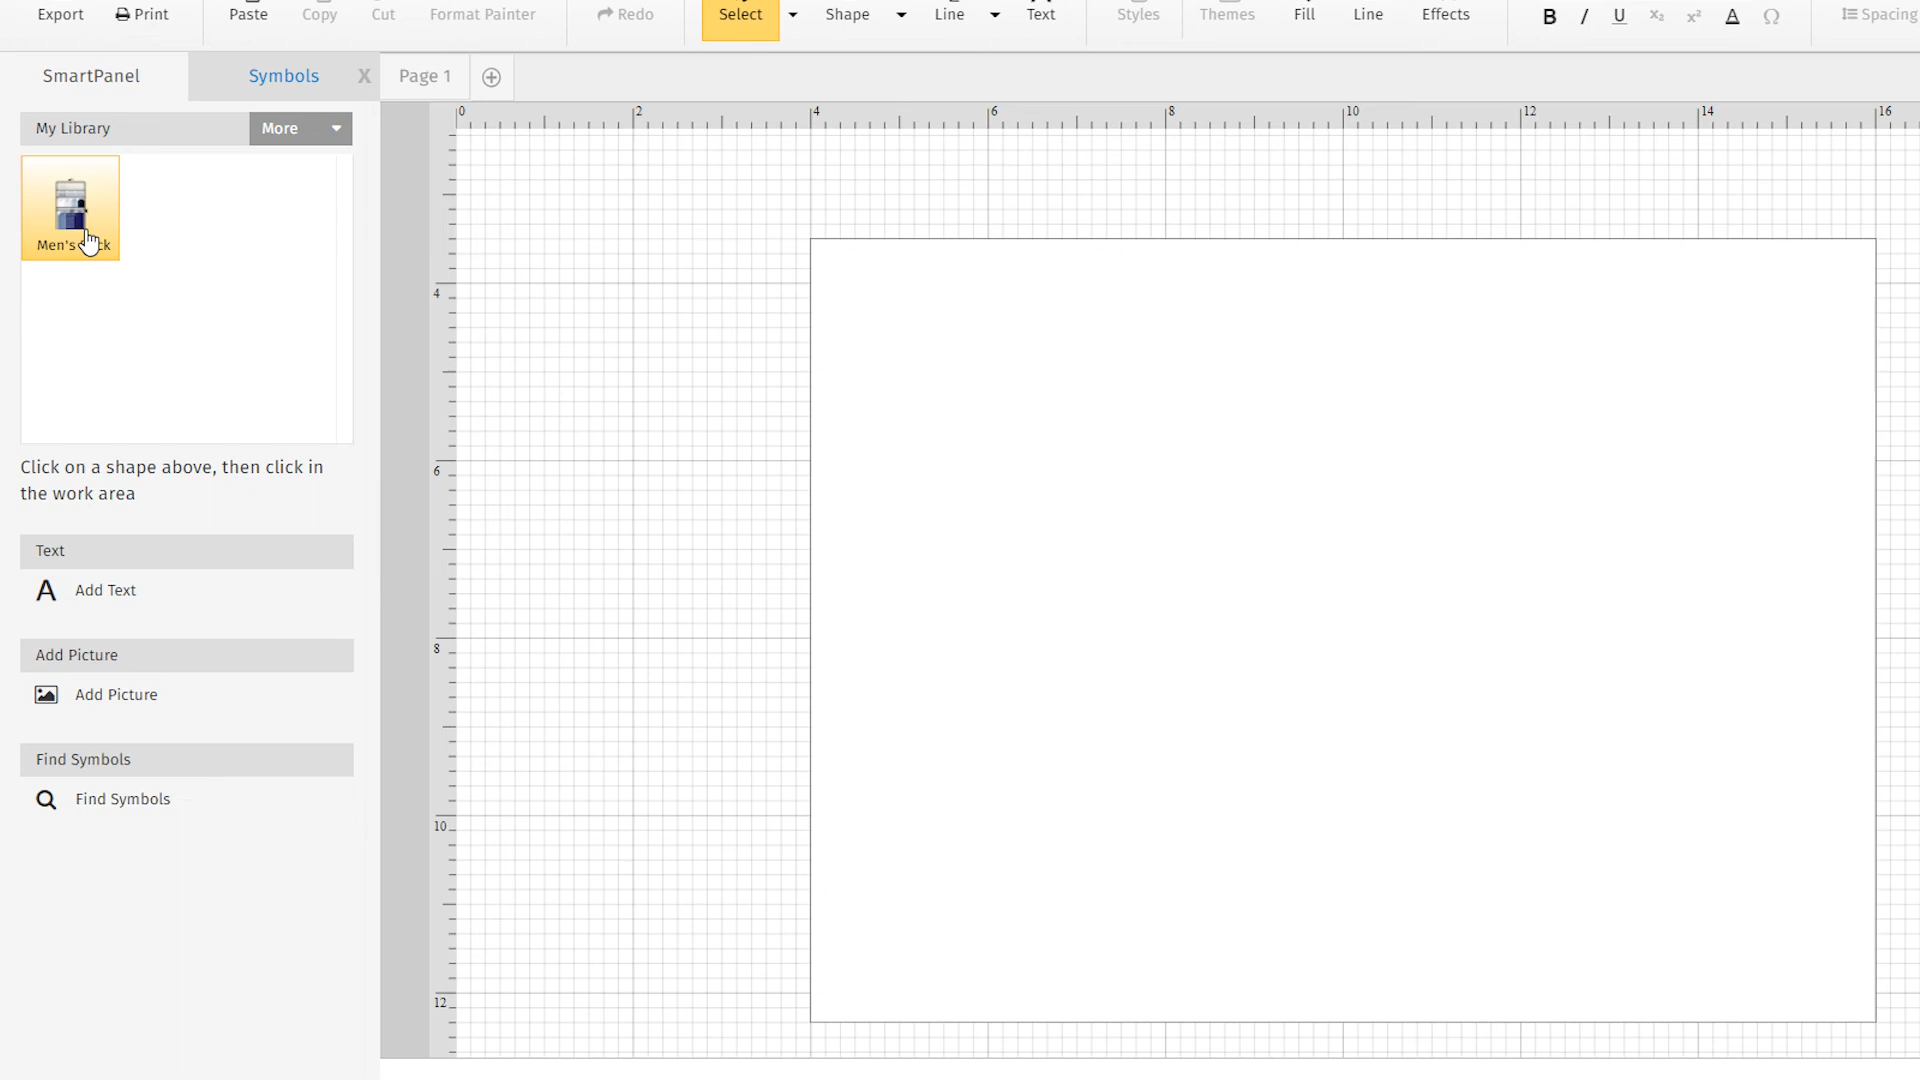 Export Print Paste Copy Cut Format Painter Redo Select Shape Line Text Styles Themes Fill Line Effects B I U X₂ X² A Ω Spacing
SmartPanel Symbols X Page 1
0 2 4 6 8 10 12 14 16
My Library More
Men's
4
6
8
10
12
Click on a shape above, then click in
the work area
Text
A Add Text
Add Picture
Add Picture
Find Symbols
Find Symbols